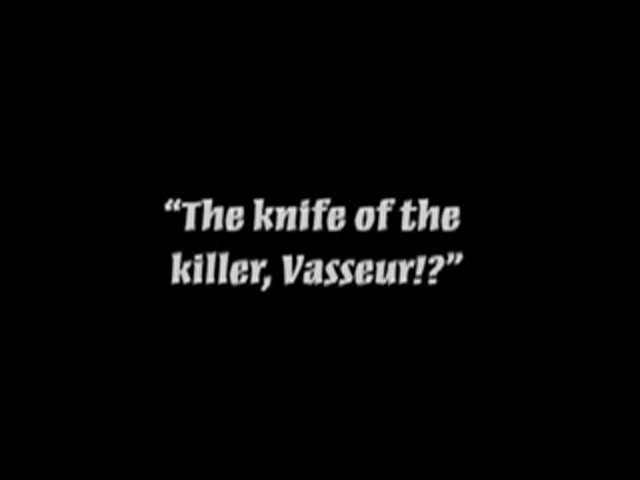 “The knife of the
killer, Vasseur!?”